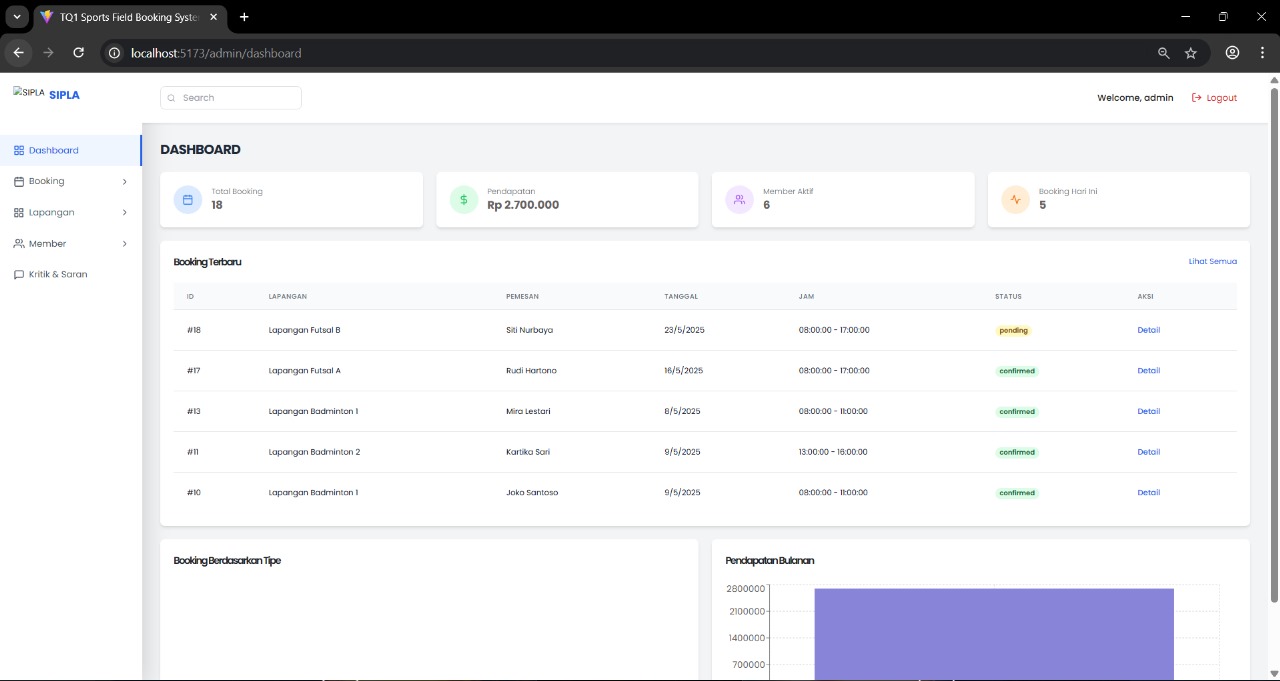 TQ1 Sports Field Booking Syste
localhost:5173/admin/dashboard
SIPLA SIPLA
Search
Welcome, admin Logout
Dashboard
Booking
Lapangan
Member
Kritik & Saran
DASHBOARD
Total Booking
18
Pendapatan
Rp 2.700.000
Member Aktif
6
Booking Hari Ini
5
Booking Terbaru Lihat Semua
ID LAPANGAN PEMESAN TANGGAL JAM STATUS AKSI
#18 Lapangan Futsal B Siti Nurbaya 23/5/2025 08:00:00 - 17:00:00 pending Detail
#17 Lapangan Futsal A Rudi Hartono 16/5/2025 08:00:00 - 17:00:00 confirmed Detail
#13 Lapangan Badminton 1 Mira Lestari 8/5/2025 08:00:00 - 11:00:00 confirmed Detail
#11 Lapangan Badminton 2 Kartika Sari 9/5/2025 13:00:00 - 16:00:00 confirmed Detail
#10 Lapangan Badminton 1 Joko Santoso 9/5/2025 08:00:00 - 11:00:00 confirmed Detail
Booking Berdasarkan Tipe
Pendapatan Bulanan
2800000
2100000
1400000
700000